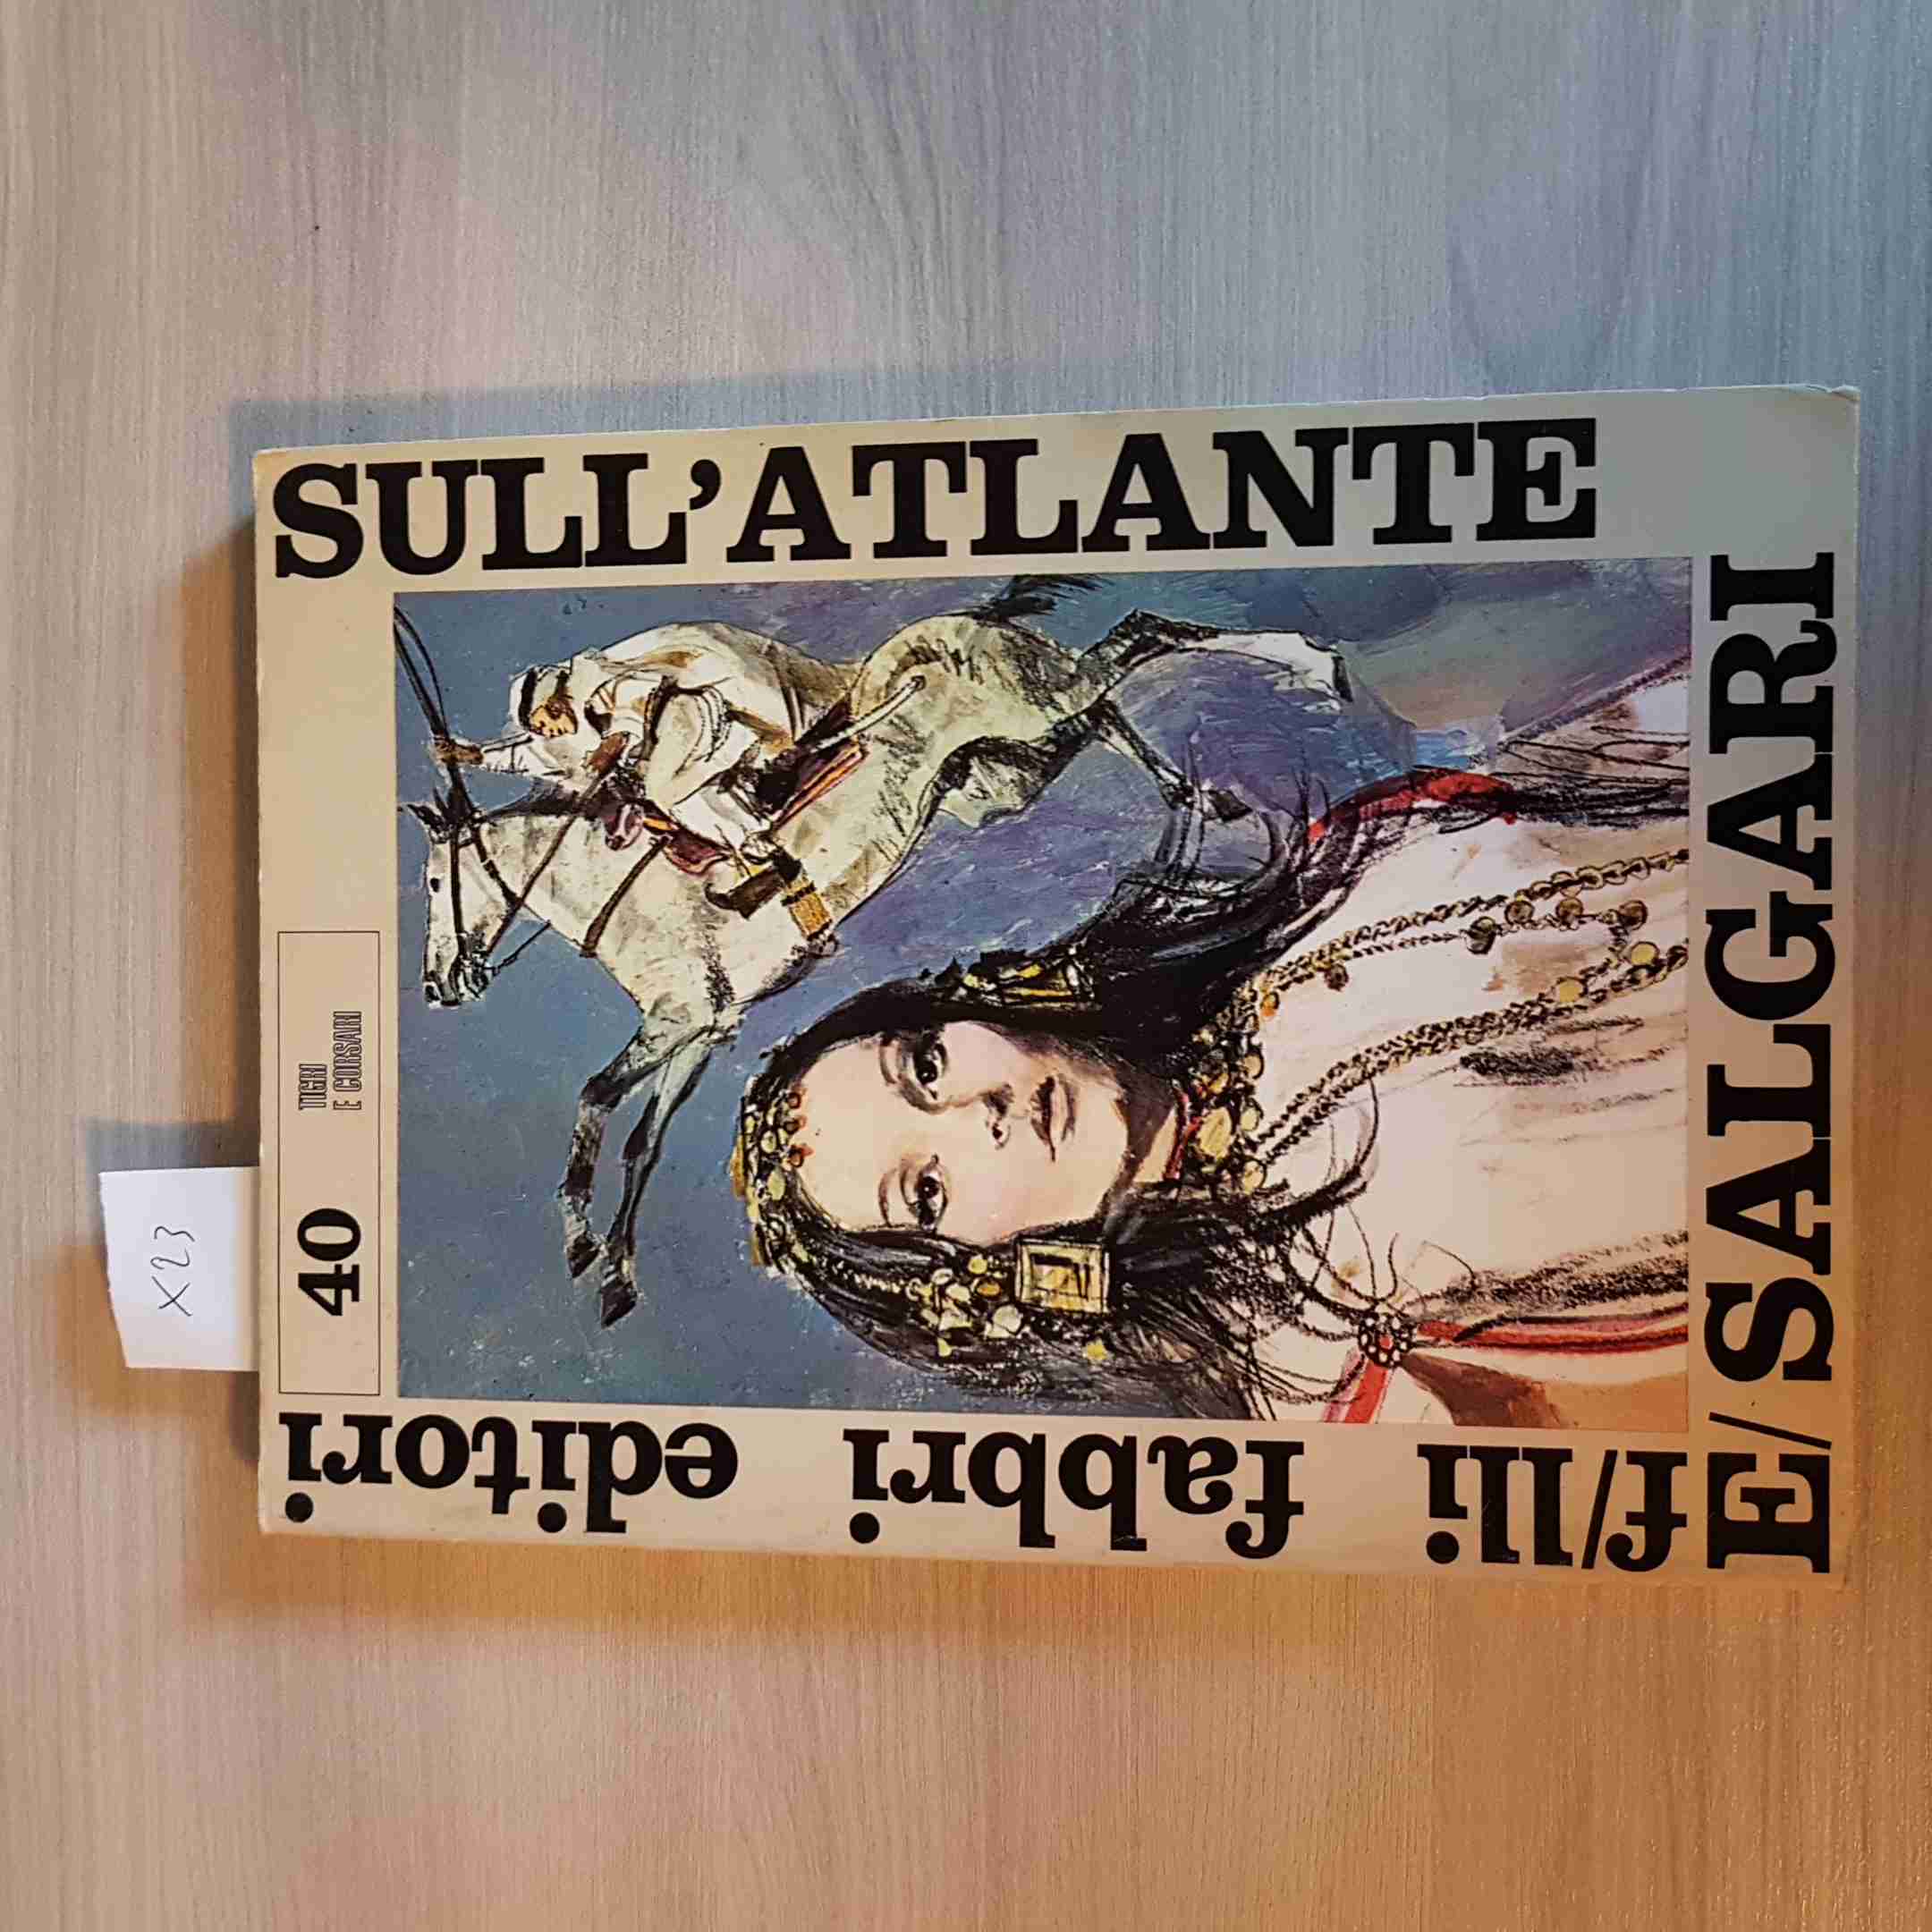 X23
40
TIGRI
E CORSARI
SULL'ATLANTE
E/SALGARI
f/lli fabbri editori